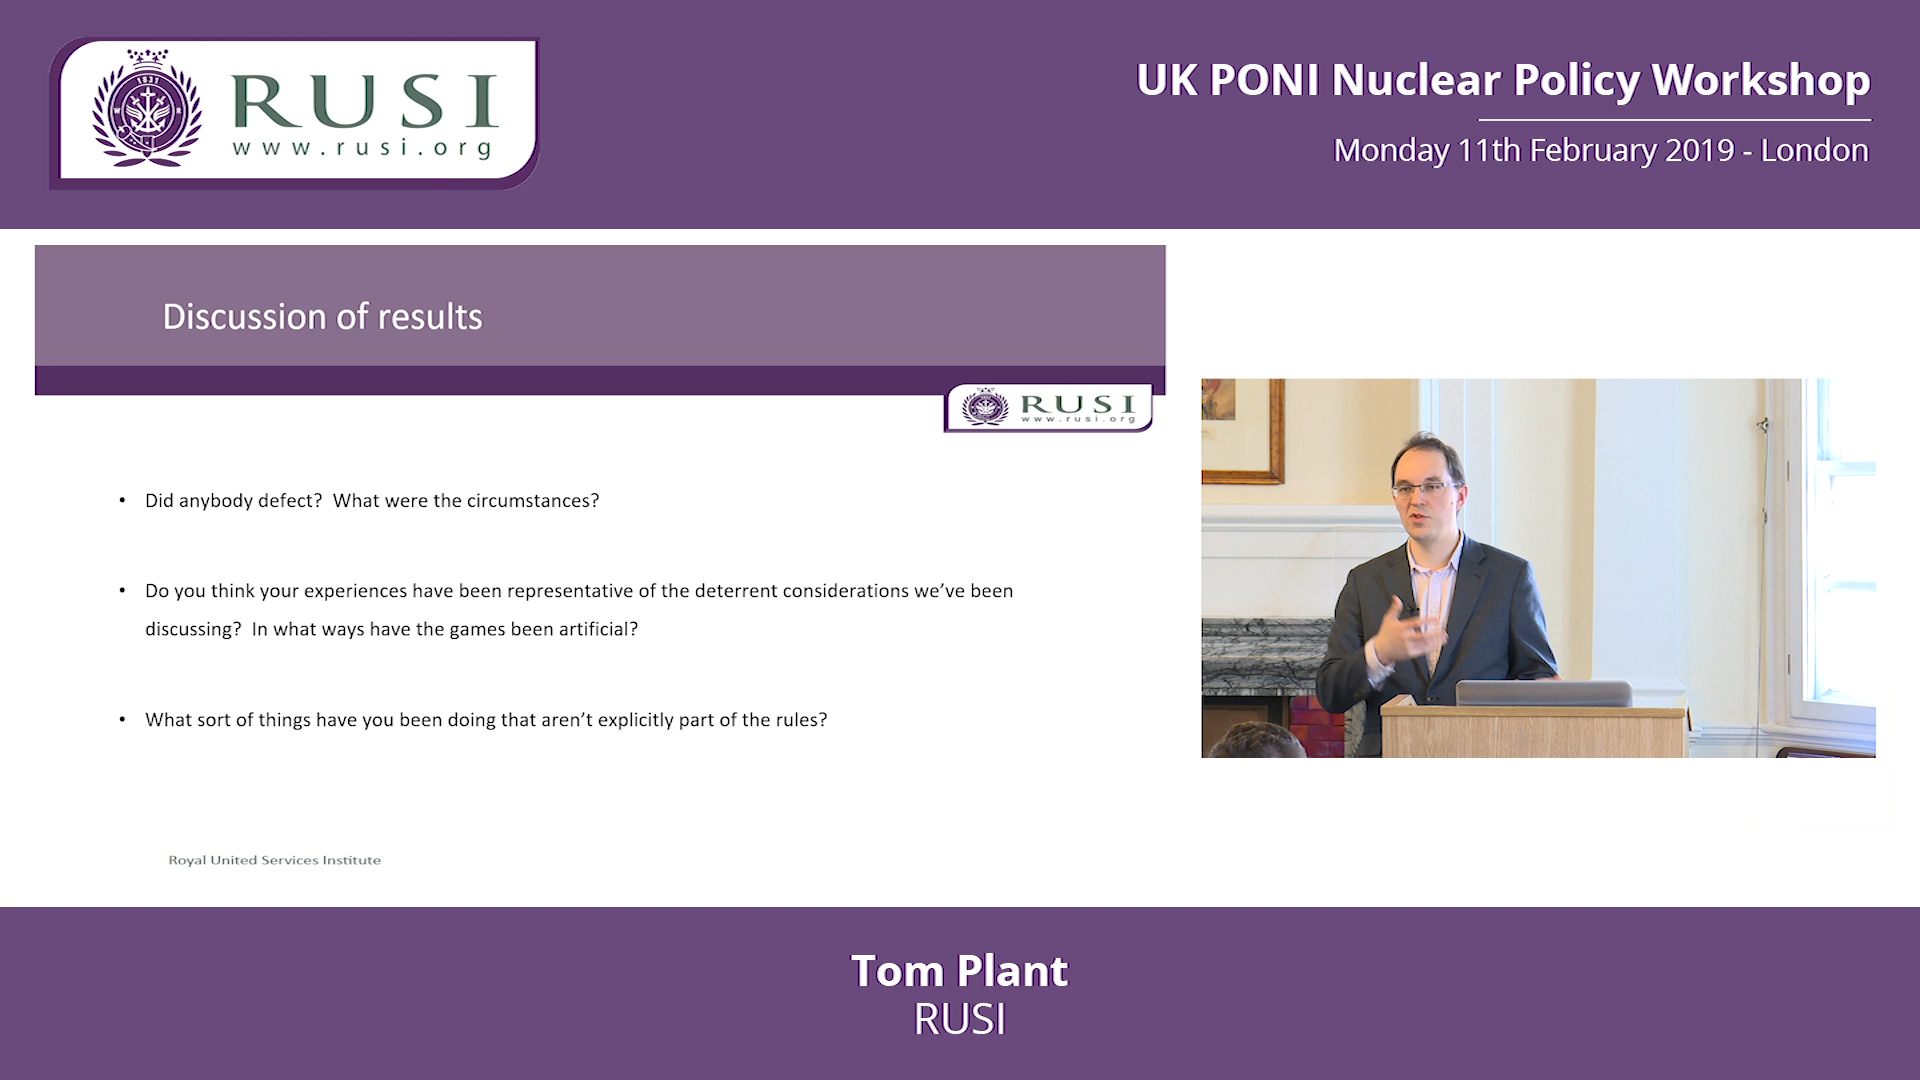 1831
RUSI
www.rusi.org
UK PONI Nuclear Policy Workshop
Monday 11th February 2019 - London
Discussion of results
RUSI
www.rusi.org
• Did anybody defect?  What were the circumstances?
• Do you think your experiences have been representative of the deterrent considerations we’ve been
discussing?  In what ways have the games been artificial?
• What sort of things have you been doing that aren’t explicitly part of the rules?
Royal United Services Institute
Tom Plant
RUSI